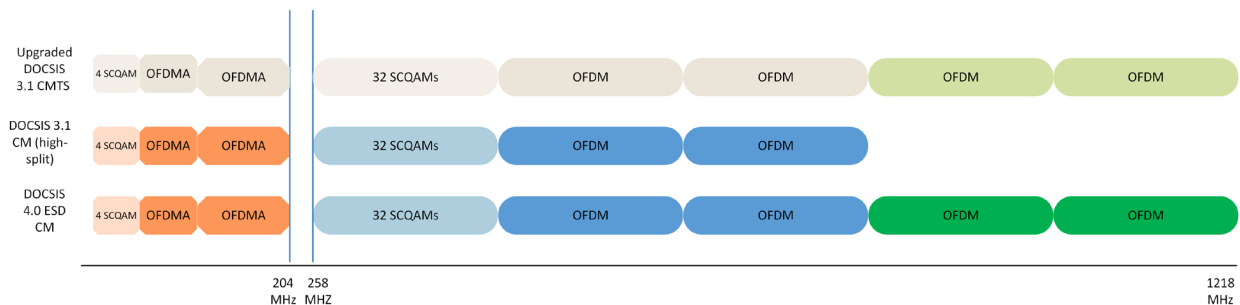 Upgraded
DOCSIS
3.1 CMTS
4 SCQAM OFDMA OFDMA 32 SCQAMs OFDM OFDM OFDM OFDM
DOCSIS 3.1
CM (high-
split)
4 SCQAM OFDMA OFDMA 32 SCQAMs OFDM OFDM
DOCSIS
4.0 ESD
CM
4 SCQAM OFDMA OFDMA 32 SCQAMs OFDM OFDM OFDM OFDM
204 258 1218
MHz MHZ MHz